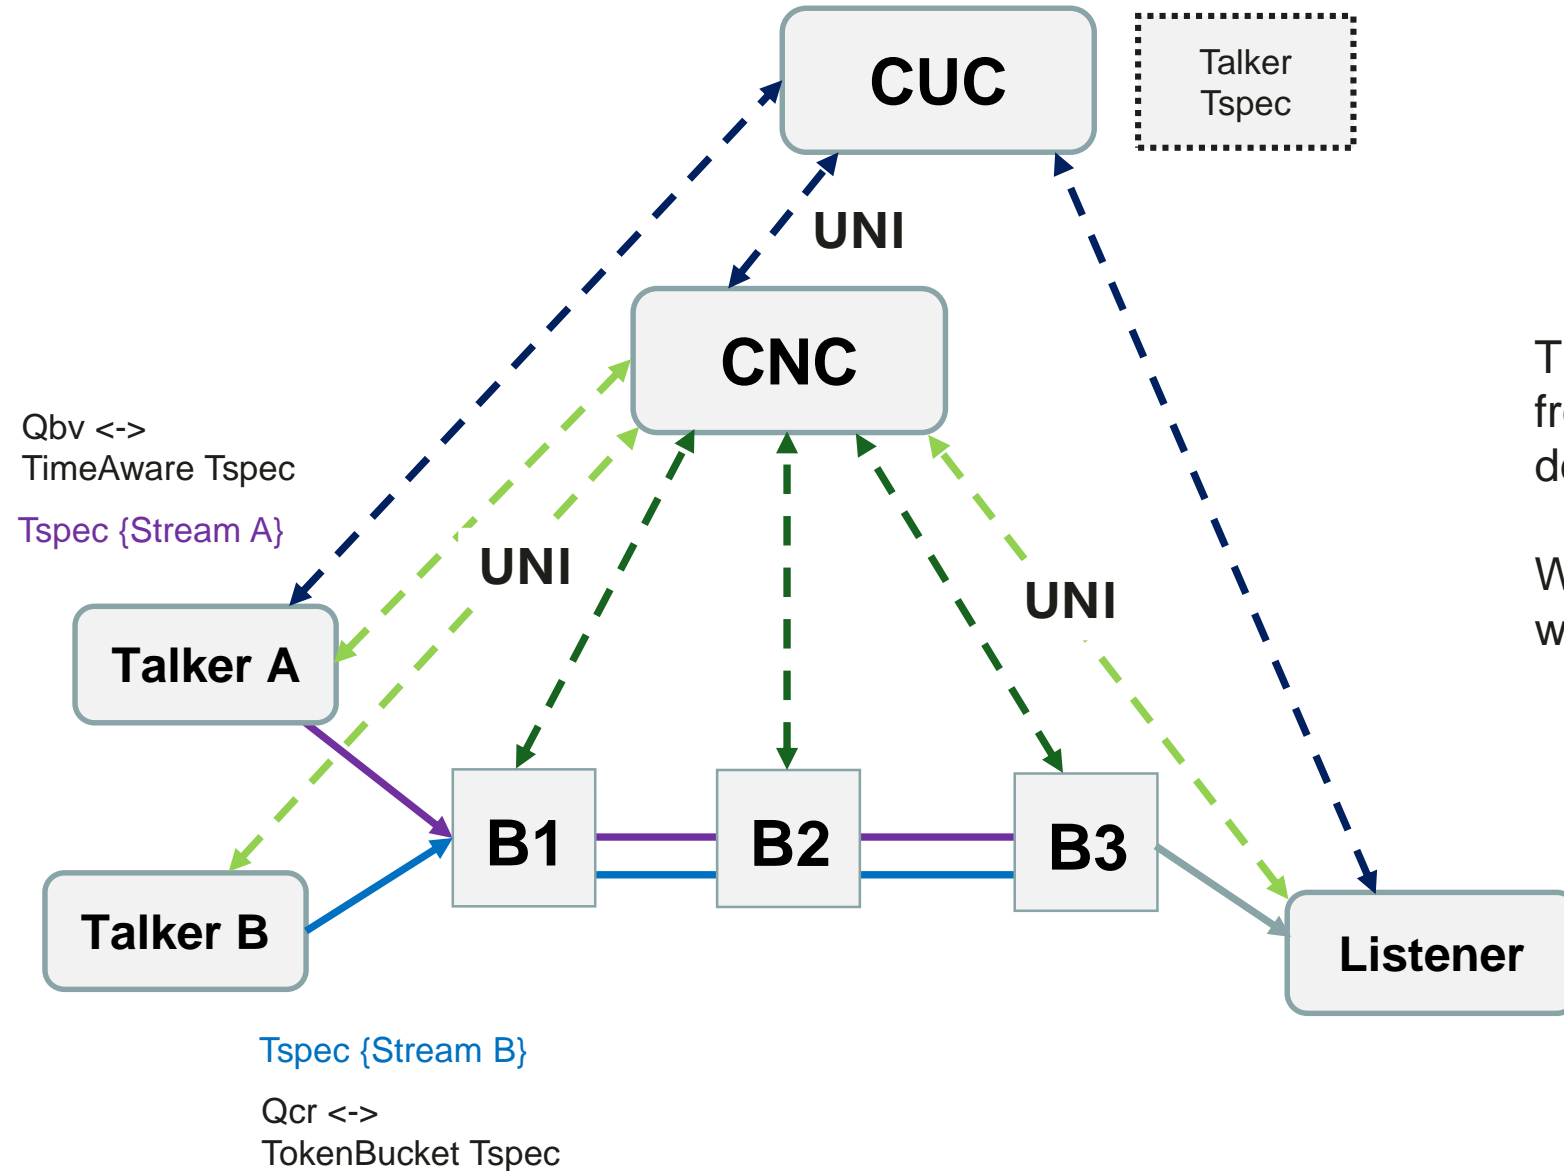 CUC
Talker
Tspec
UNI
CNC
Qbv <->
TimeAware Tspec
Tspec {Stream A}
UNI
UNI
Talker A
B1
B2
B3
Talker B
Listener
Tspec {Stream B}
Qcr <->
TokenBucket Tspec